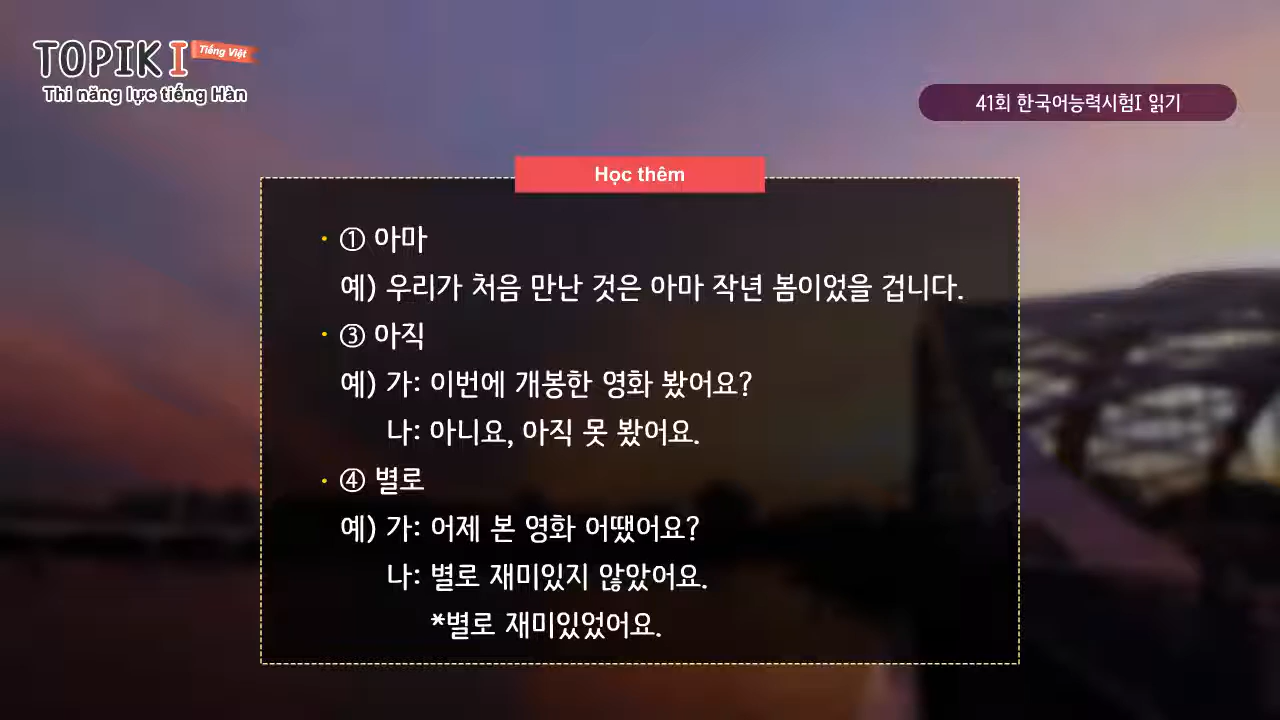 TOPIK I Tiếng Việt
Thi năng lực tiếng Hàn
41회 한국어능력시험I 읽기
Học thêm
• ① 아마
예) 우리가 처음 만난 것은 아마 작년 봄이었을 겁니다.
• ③ 아직
예) 가: 이번에 개봉한 영화 봤어요?
나: 아니요, 아직 못 봤어요.
• ④ 별로
예) 가: 어제 본 영화 어땠어요?
나: 별로 재미있지 않았어요.
*별로 재미있었어요.